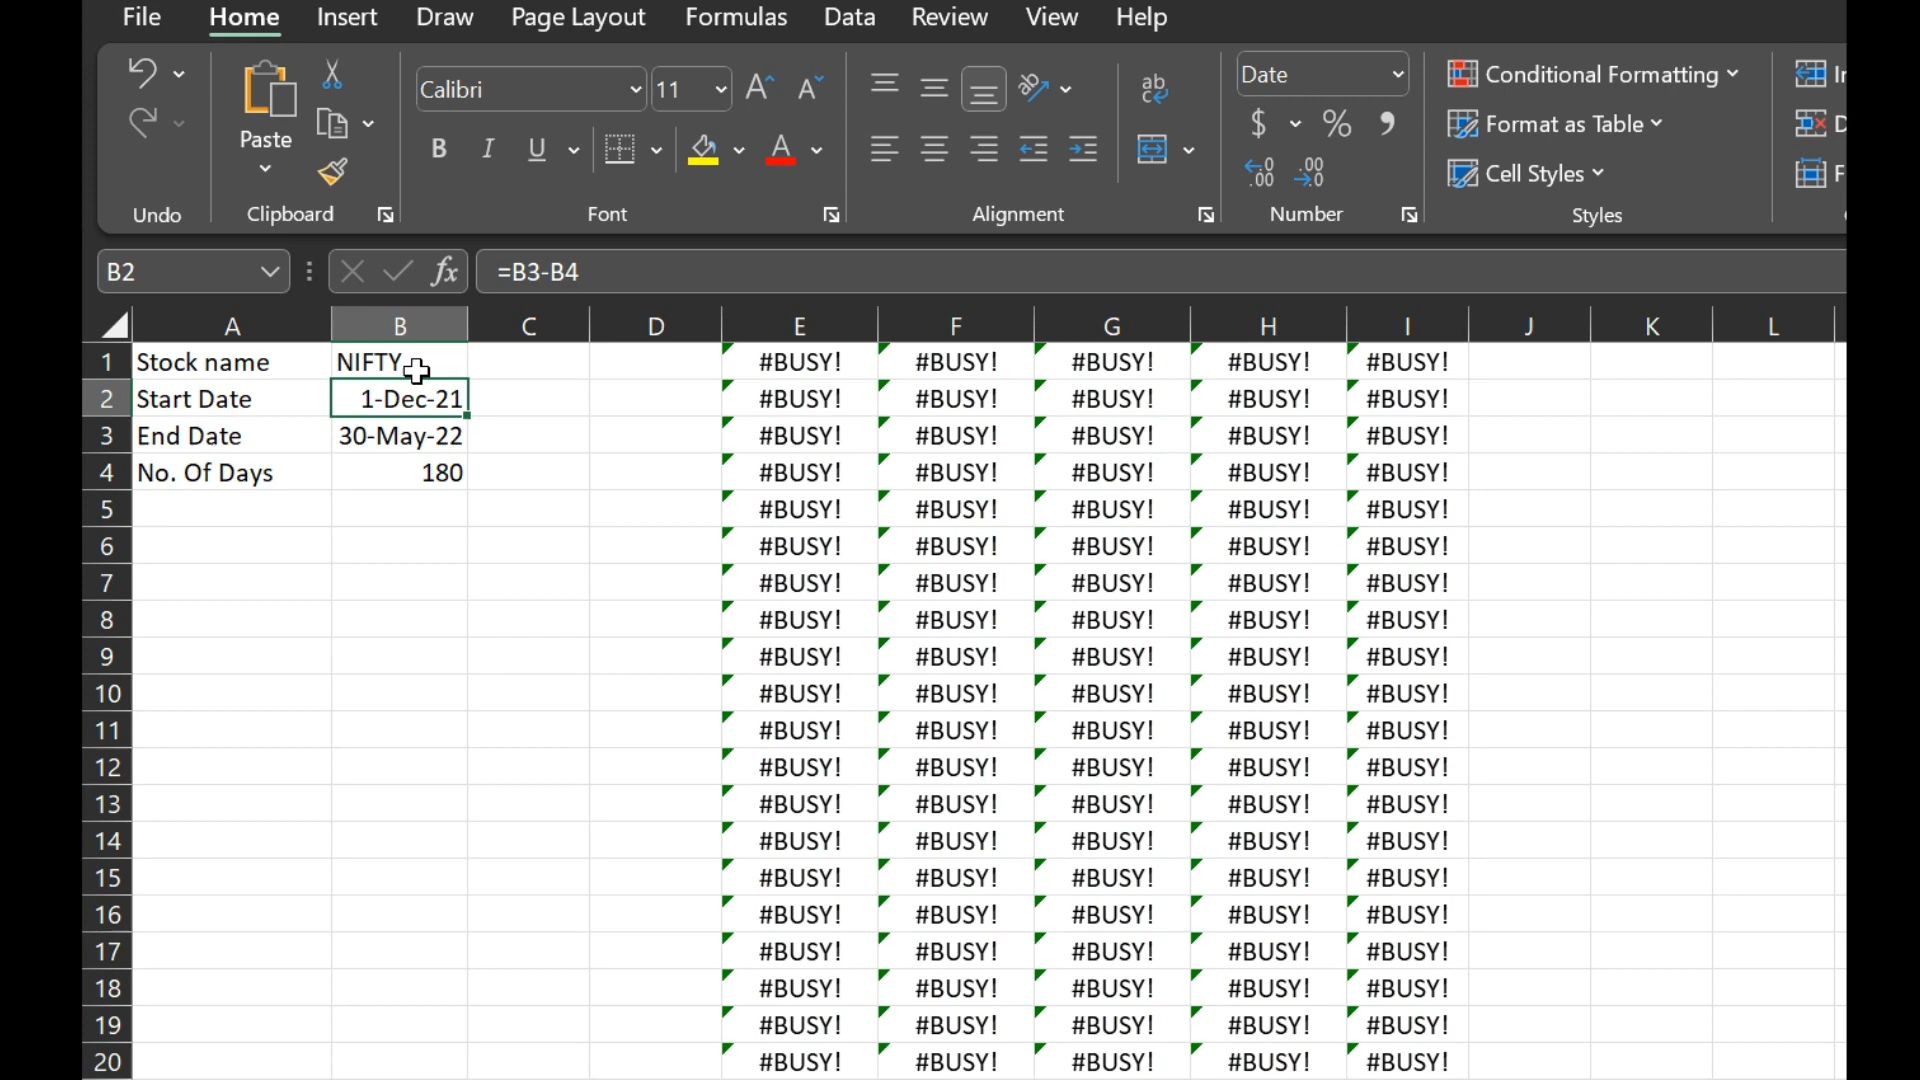 File Home Insert Draw Page Layout Formulas Data Review View Help
Calibri 11 ab Date Conditional Formatting
Paste B I U A $ % Format as Table
Cell Styles
Undo Clipboard Font Alignment Number Styles
B2 fx =B3-B4
A B C D E F G H I J K L
1 Stock name NIFTY #BUSY! #BUSY! #BUSY! #BUSY! #BUSY!
2 Start Date 1-Dec-21 #BUSY! #BUSY! #BUSY! #BUSY! #BUSY!
3 End Date 30-May-22 #BUSY! #BUSY! #BUSY! #BUSY! #BUSY!
4 No. Of Days 180 #BUSY! #BUSY! #BUSY! #BUSY! #BUSY!
5 #BUSY! #BUSY! #BUSY! #BUSY! #BUSY!
6 #BUSY! #BUSY! #BUSY! #BUSY! #BUSY!
7 #BUSY! #BUSY! #BUSY! #BUSY! #BUSY!
8 #BUSY! #BUSY! #BUSY! #BUSY! #BUSY!
9 #BUSY! #BUSY! #BUSY! #BUSY! #BUSY!
10 #BUSY! #BUSY! #BUSY! #BUSY! #BUSY!
11 #BUSY! #BUSY! #BUSY! #BUSY! #BUSY!
12 #BUSY! #BUSY! #BUSY! #BUSY! #BUSY!
13 #BUSY! #BUSY! #BUSY! #BUSY! #BUSY!
14 #BUSY! #BUSY! #BUSY! #BUSY! #BUSY!
15 #BUSY! #BUSY! #BUSY! #BUSY! #BUSY!
16 #BUSY! #BUSY! #BUSY! #BUSY! #BUSY!
17 #BUSY! #BUSY! #BUSY! #BUSY! #BUSY!
18 #BUSY! #BUSY! #BUSY! #BUSY! #BUSY!
19 #BUSY! #BUSY! #BUSY! #BUSY! #BUSY!
20 #BUSY! #BUSY! #BUSY! #BUSY! #BUSY!